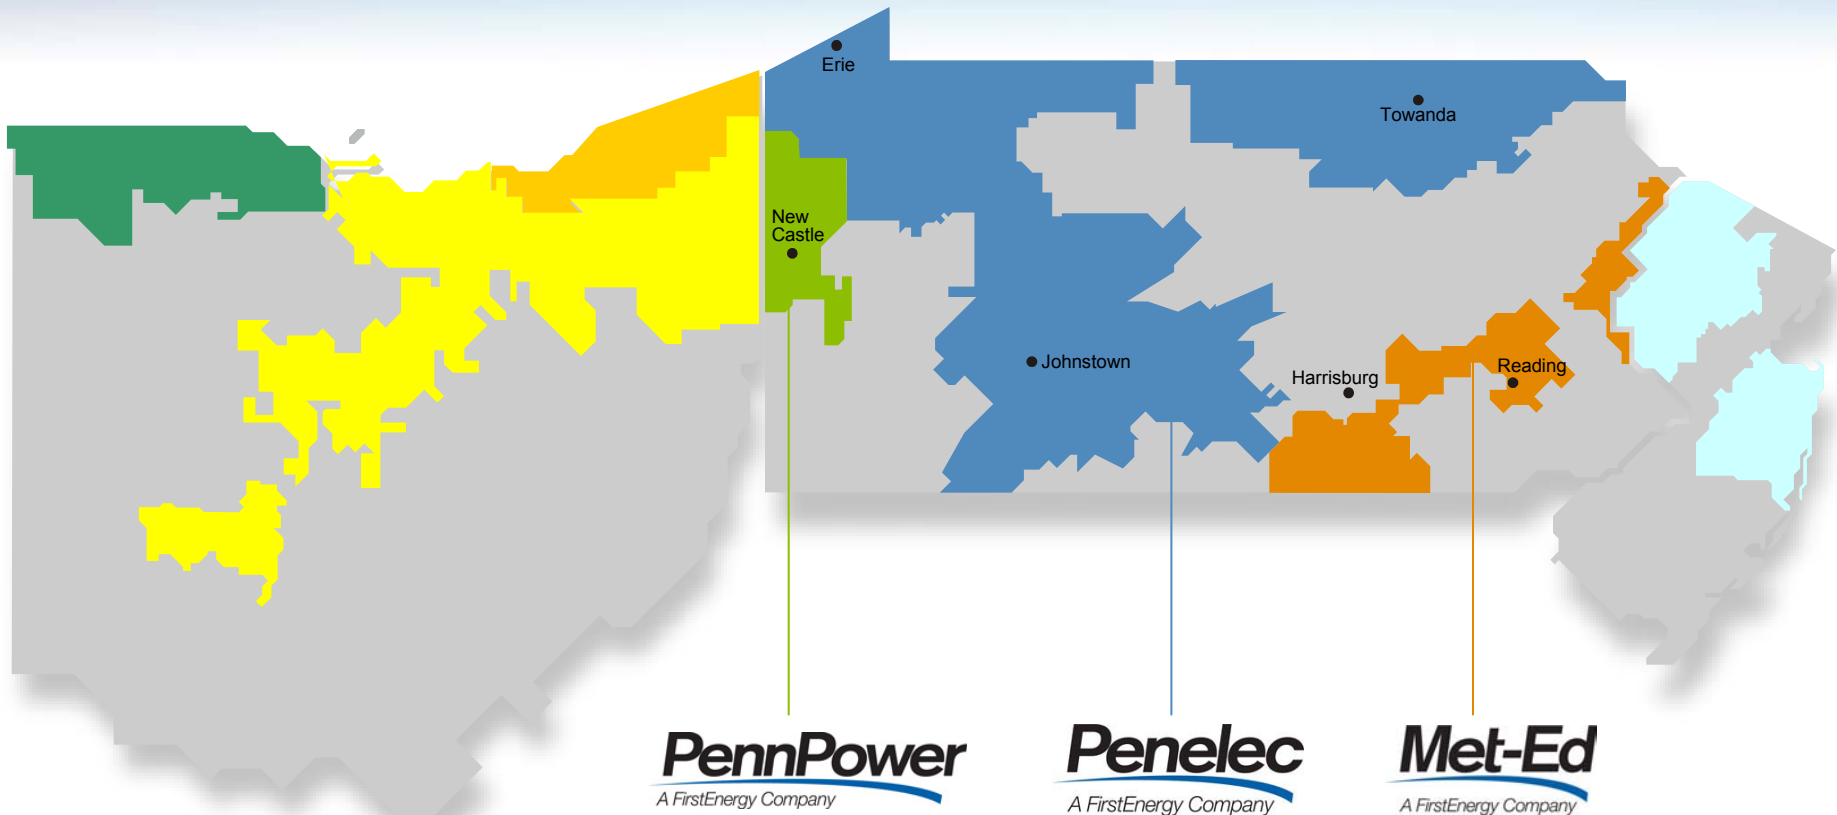 Erie
Towanda
New
Castle
Johnstown
Harrisburg
Reading
PennPower
A FirstEnergy Company
Penelec
A FirstEnergy Company
Met-Ed
A FirstEnergy Company